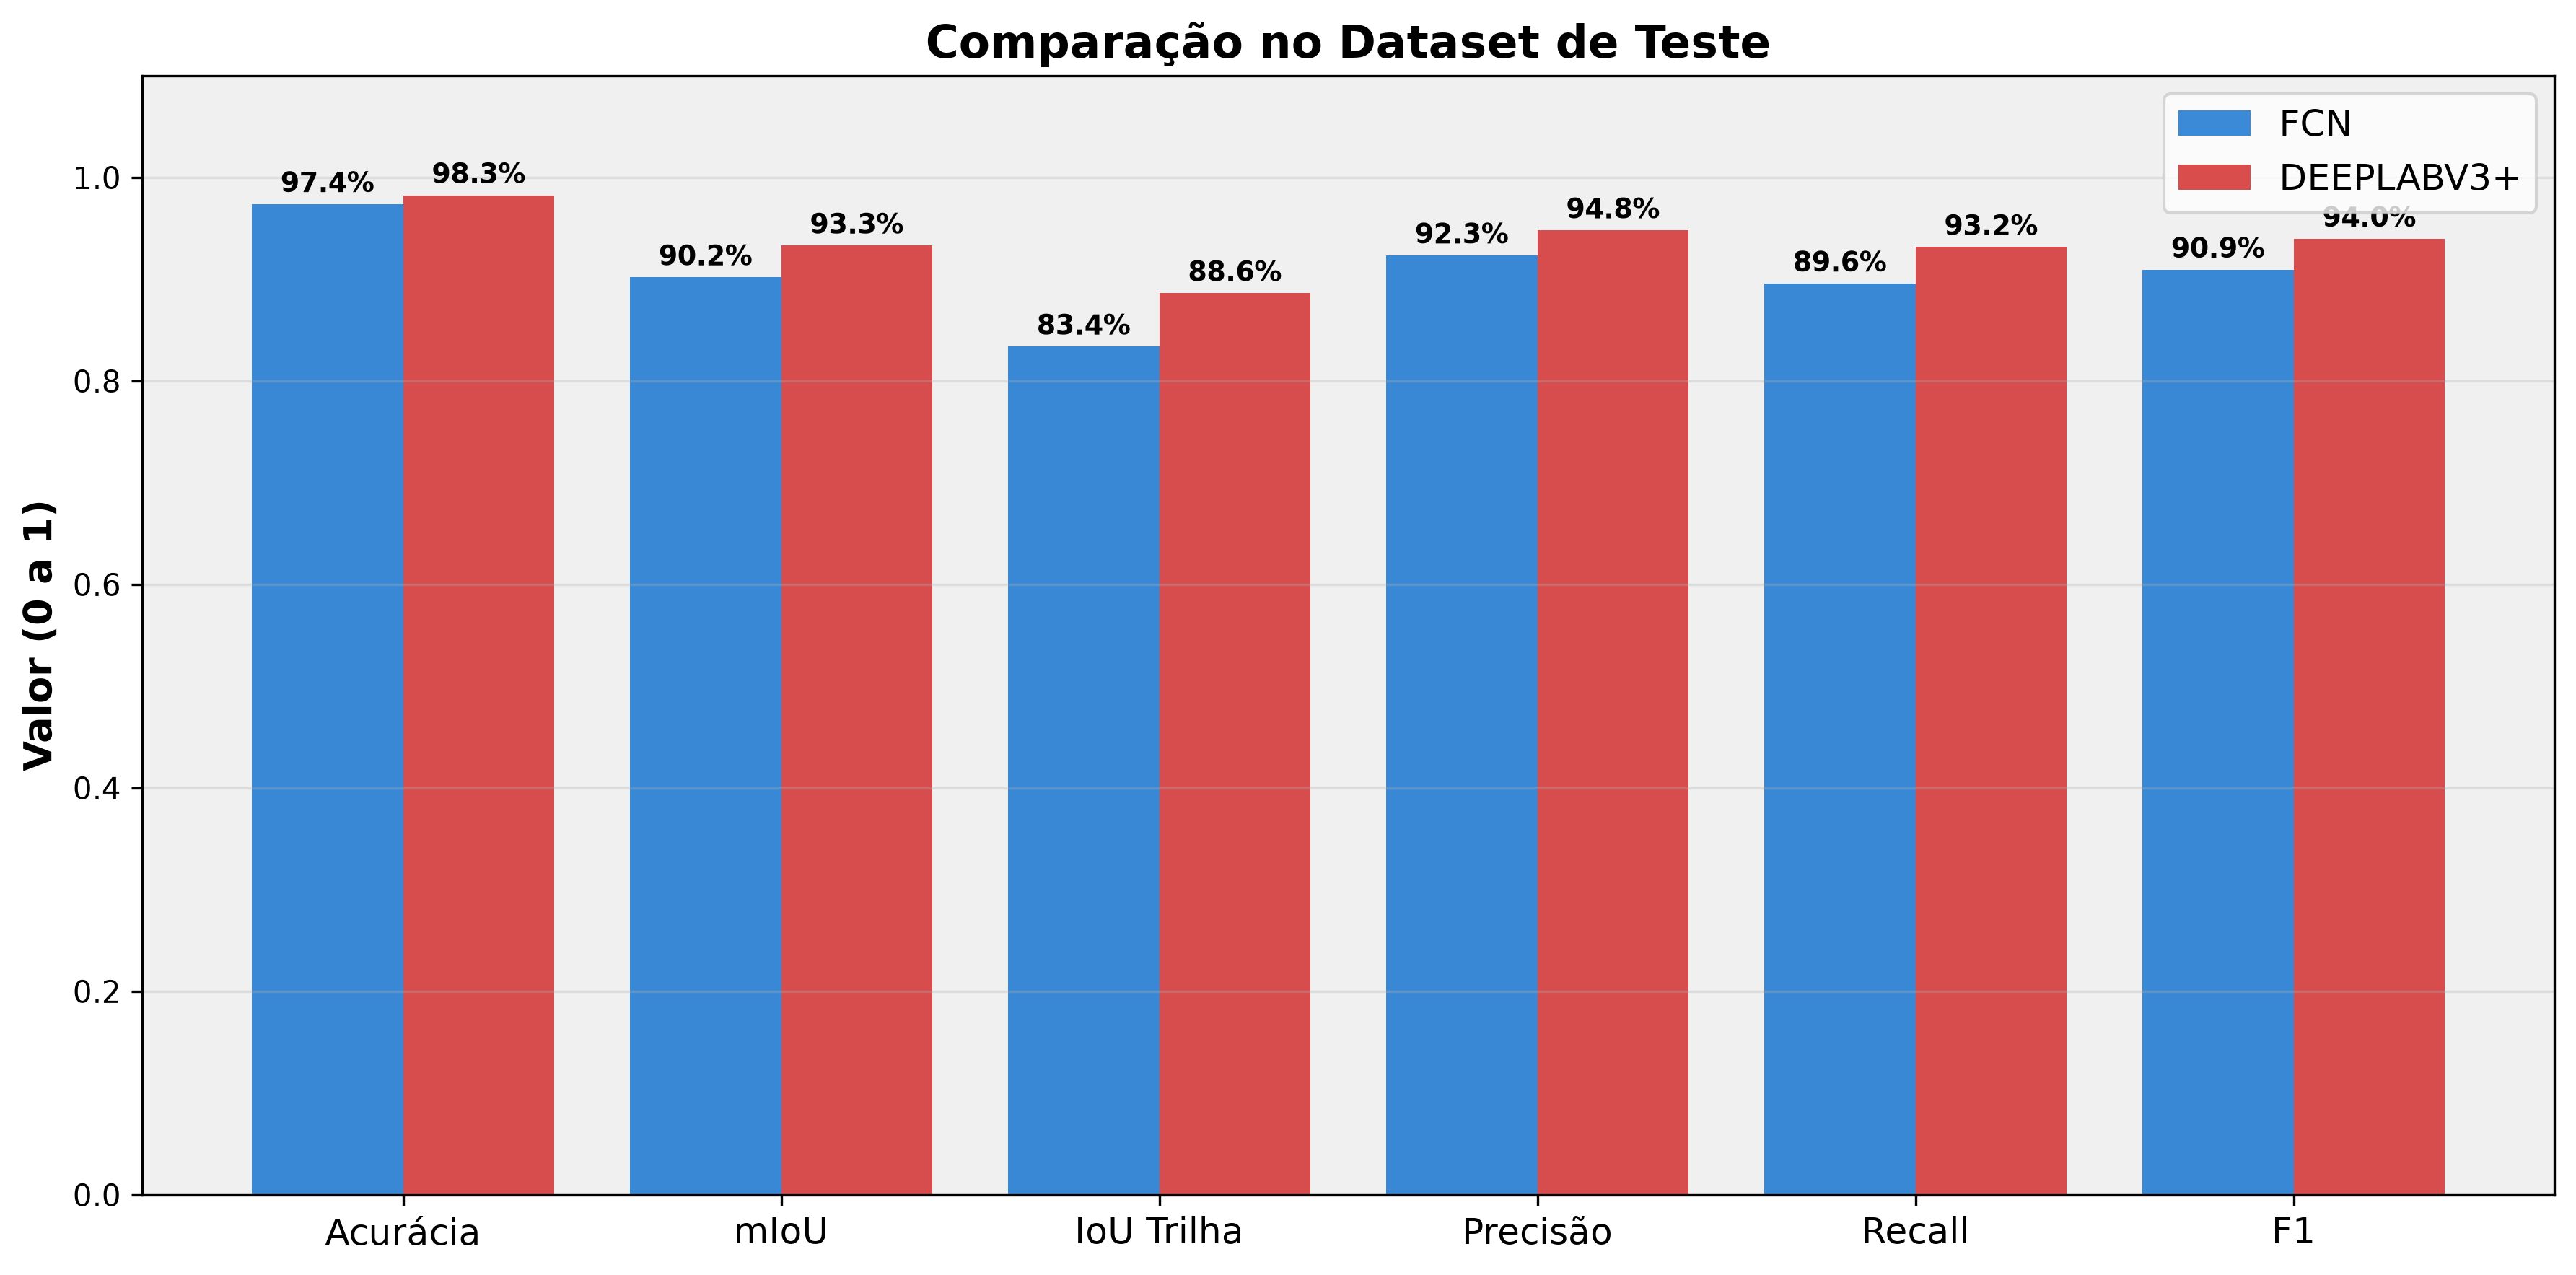 Comparação no Dataset de Teste
FCN
DEEPLABV3+
97.4%
98.3%
90.2%
93.3%
83.4%
88.6%
92.3%
94.8%
89.6%
93.2%
90.9%
94.0%
Valor (0 a 1)
1.0
0.8
0.6
0.4
0.2
0.0
Acurácia
mIoU
IoU Trilha
Precisão
Recall
F1